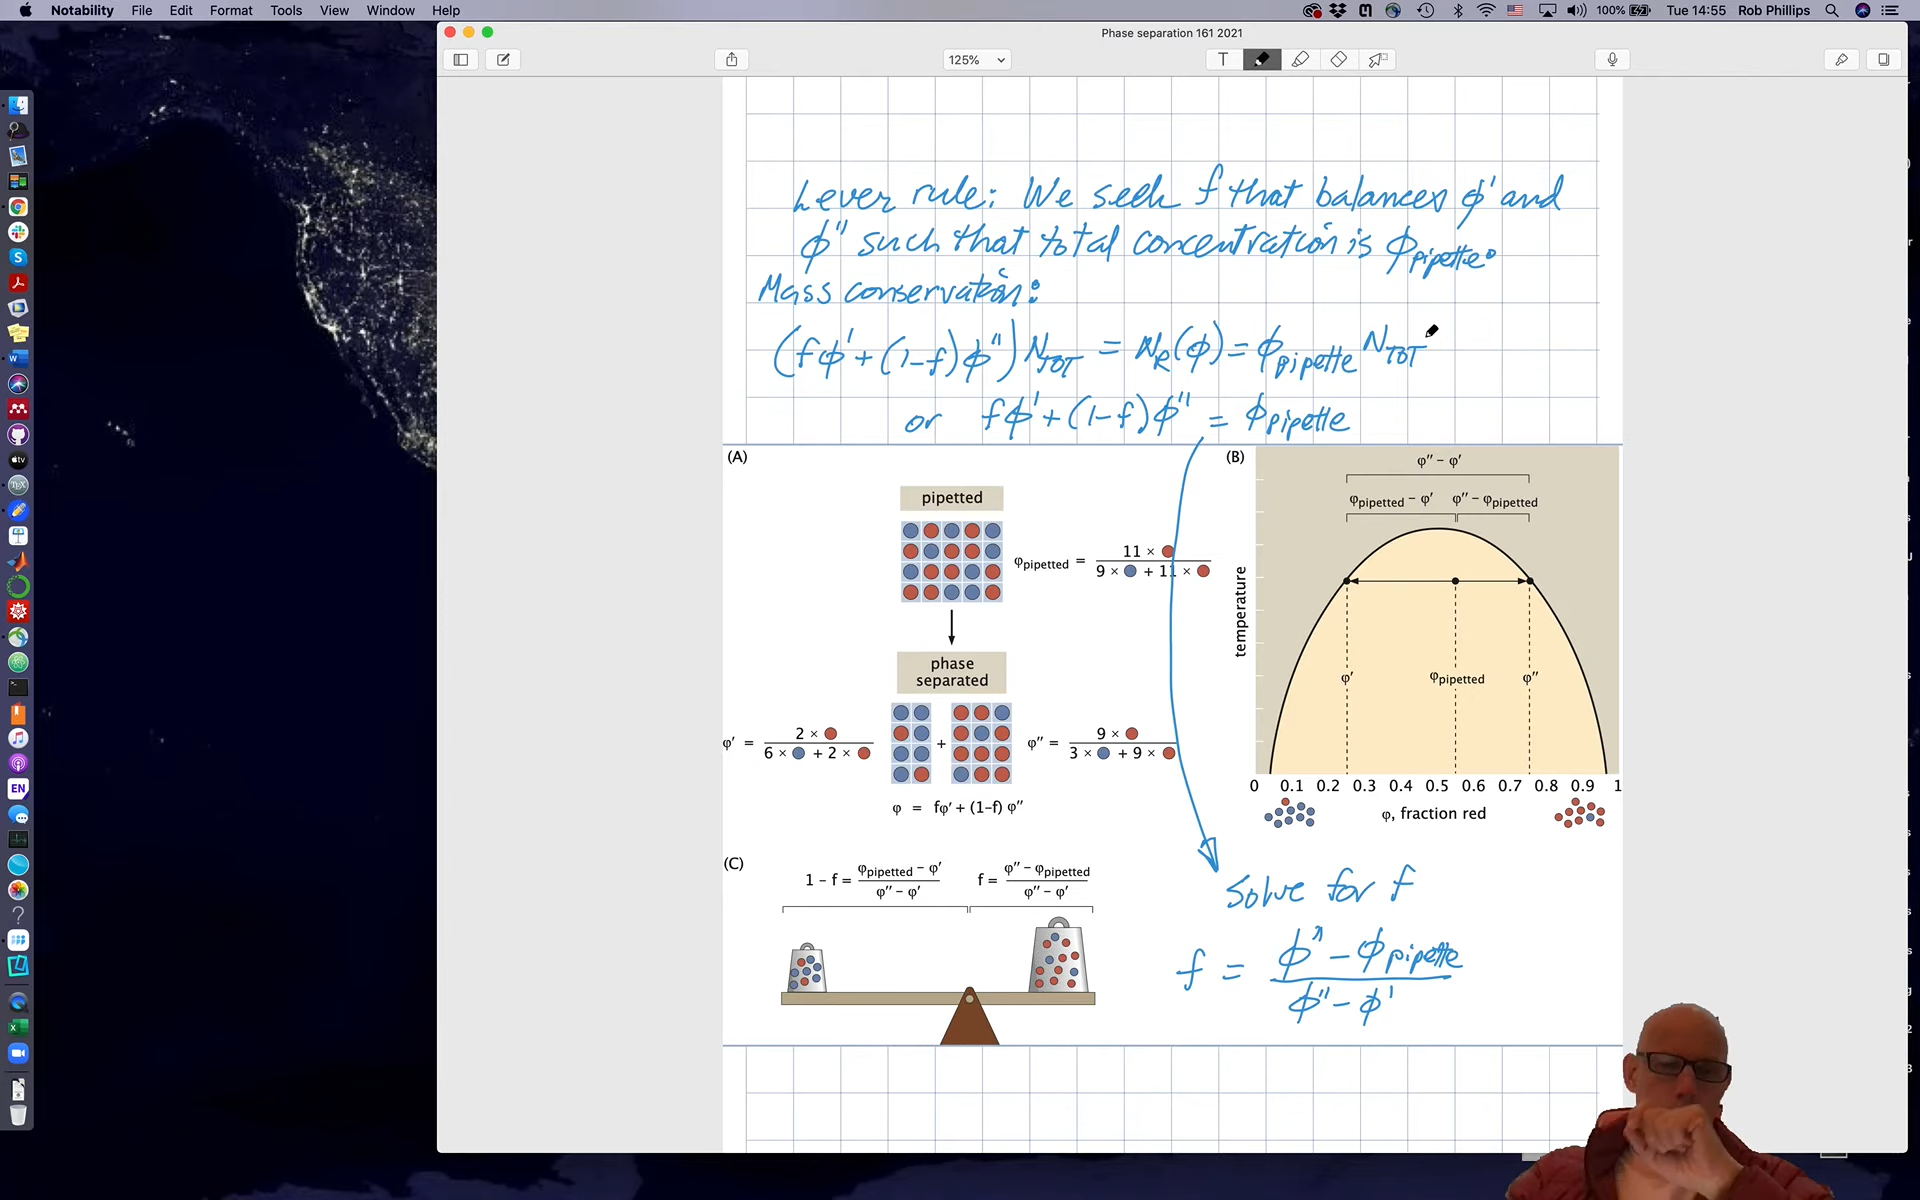 Notability File Edit Format Tools View Window Help 100% Tue 14:55 Rob Phillips
Phase separation 161 2021
125%
T
Lever rule: We seek f that balances φ' and
φ" such that total concentration is φpipette.
Mass conservation:
(fφ' + (1-f)φ")NTOT = NR(φ) = φpipette NTOT
or fφ' + (1-f)φ" = φpipette
(A)
pipetted
φpipetted = 11 × / 9 × + 11 ×
phase
separated
φ′ = 2 × / 6 × + 2 ×
+
φ″ = 9 × / 3 × + 9 ×
φ = fφ′ + (1–f) φ″
(B)
φ″ – φ′
φpipetted – φ′ φ″ – φpipetted
temperature
φ′ φpipetted φ″
0 0.1 0.2 0.3 0.4 0.5 0.6 0.7 0.8 0.9 1
φ, fraction red
(C)
1 – f = φpipetted – φ′ / φ″ – φ′
f = φ″ – φpipetted / φ″ – φ′
Solve for f
f = φ" - φpipette / φ" - φ'
tv
TEX
EN
?